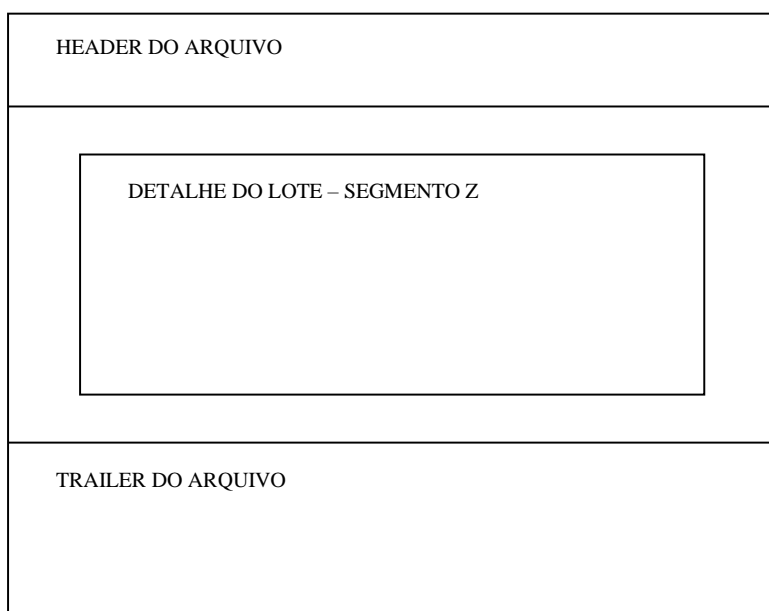 HEADER DO ARQUIVO
DETALHE DO LOTE – SEGMENTO Z
TRAILER DO ARQUIVO